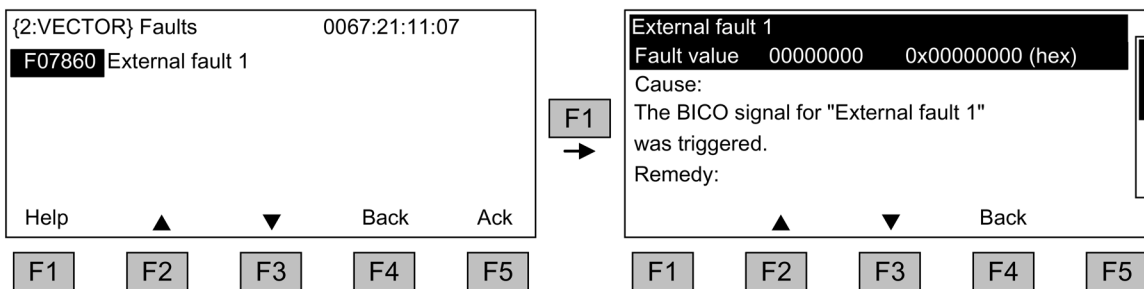 {2:VECTOR} Faults 0067:21:11:07
F07860 External fault 1
Help ▲ ▼ Back Ack
F1 F2 F3 F4 F5
F1
External fault 1
Fault value 00000000 0x00000000 (hex)
Cause:
The BICO signal for "External fault 1"
was triggered.
Remedy:
▲ ▼ Back
F1 F2 F3 F4 F5